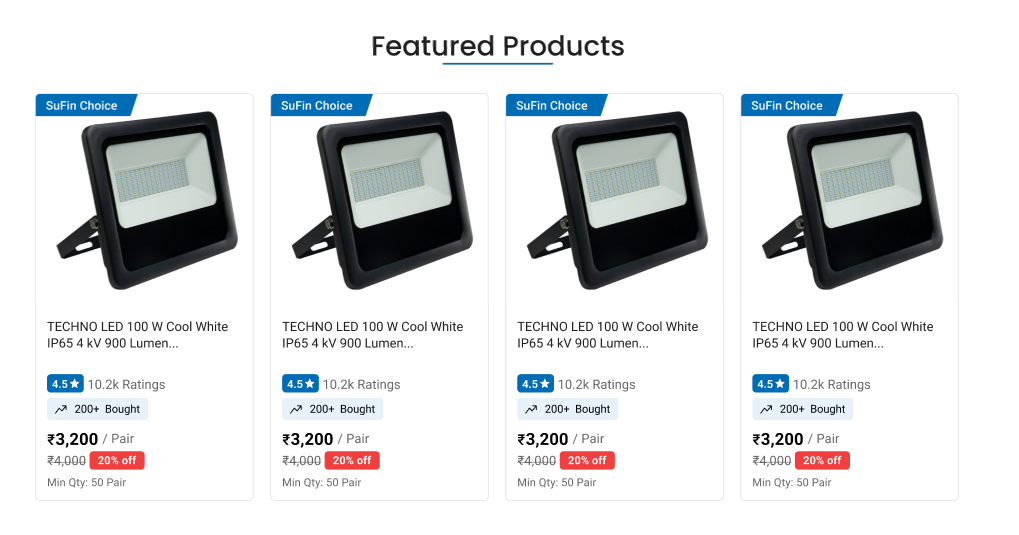 Featured Products
SuFin Choice
TECHNO LED 100 W Cool White
IP65 4 kV 900 Lumen...
4.5 10.2k Ratings
200+ Bought
₹3,200 / Pair
₹4,000 20% off
Min Qty: 50 Pair
SuFin Choice
TECHNO LED 100 W Cool White
IP65 4 kV 900 Lumen...
4.5 10.2k Ratings
200+ Bought
₹3,200 / Pair
₹4,000 20% off
Min Qty: 50 Pair
SuFin Choice
TECHNO LED 100 W Cool White
IP65 4 kV 900 Lumen...
4.5 10.2k Ratings
200+ Bought
₹3,200 / Pair
₹4,000 20% off
Min Qty: 50 Pair
SuFin Choice
TECHNO LED 100 W Cool White
IP65 4 kV 900 Lumen...
4.5 10.2k Ratings
200+ Bought
₹3,200 / Pair
₹4,000 20% off
Min Qty: 50 Pair